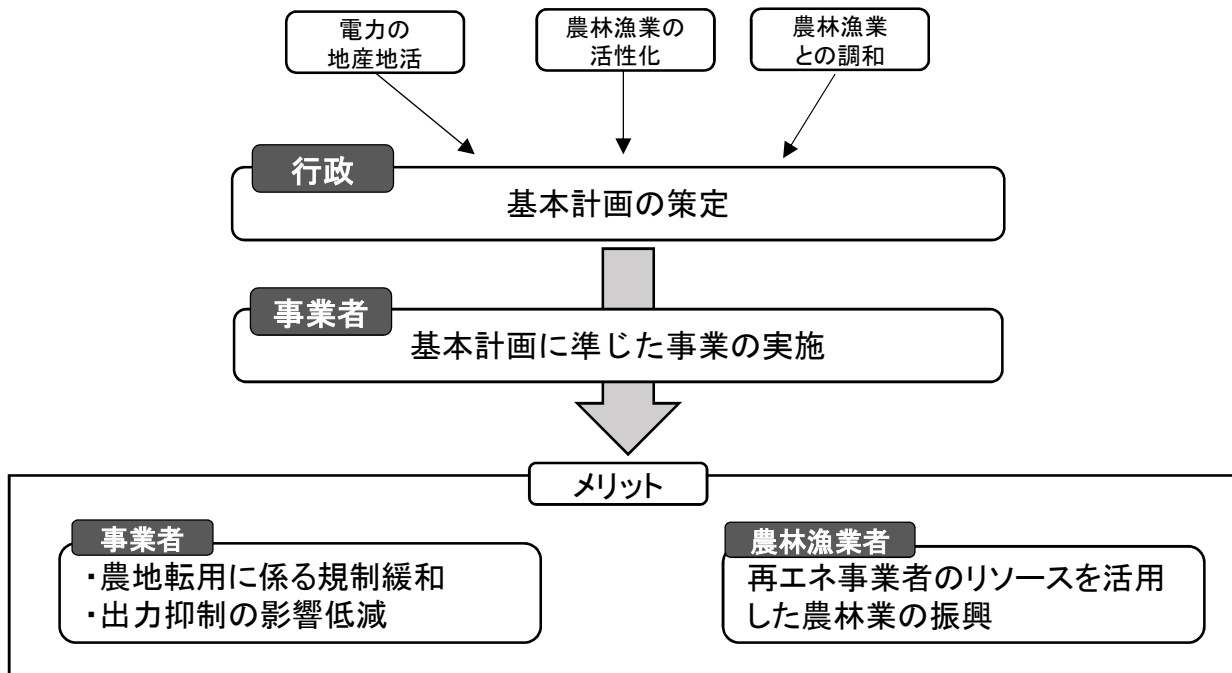 電力の
地産地活
農林漁業の
活性化
農林漁業
との調和
行政
基本計画の策定
事業者
基本計画に準じた事業の実施
メリット
事業者
・農地転用に係る規制緩和
・出力抑制の影響低減
農林漁業者
再エネ事業者のリソースを活用
した農林業の振興